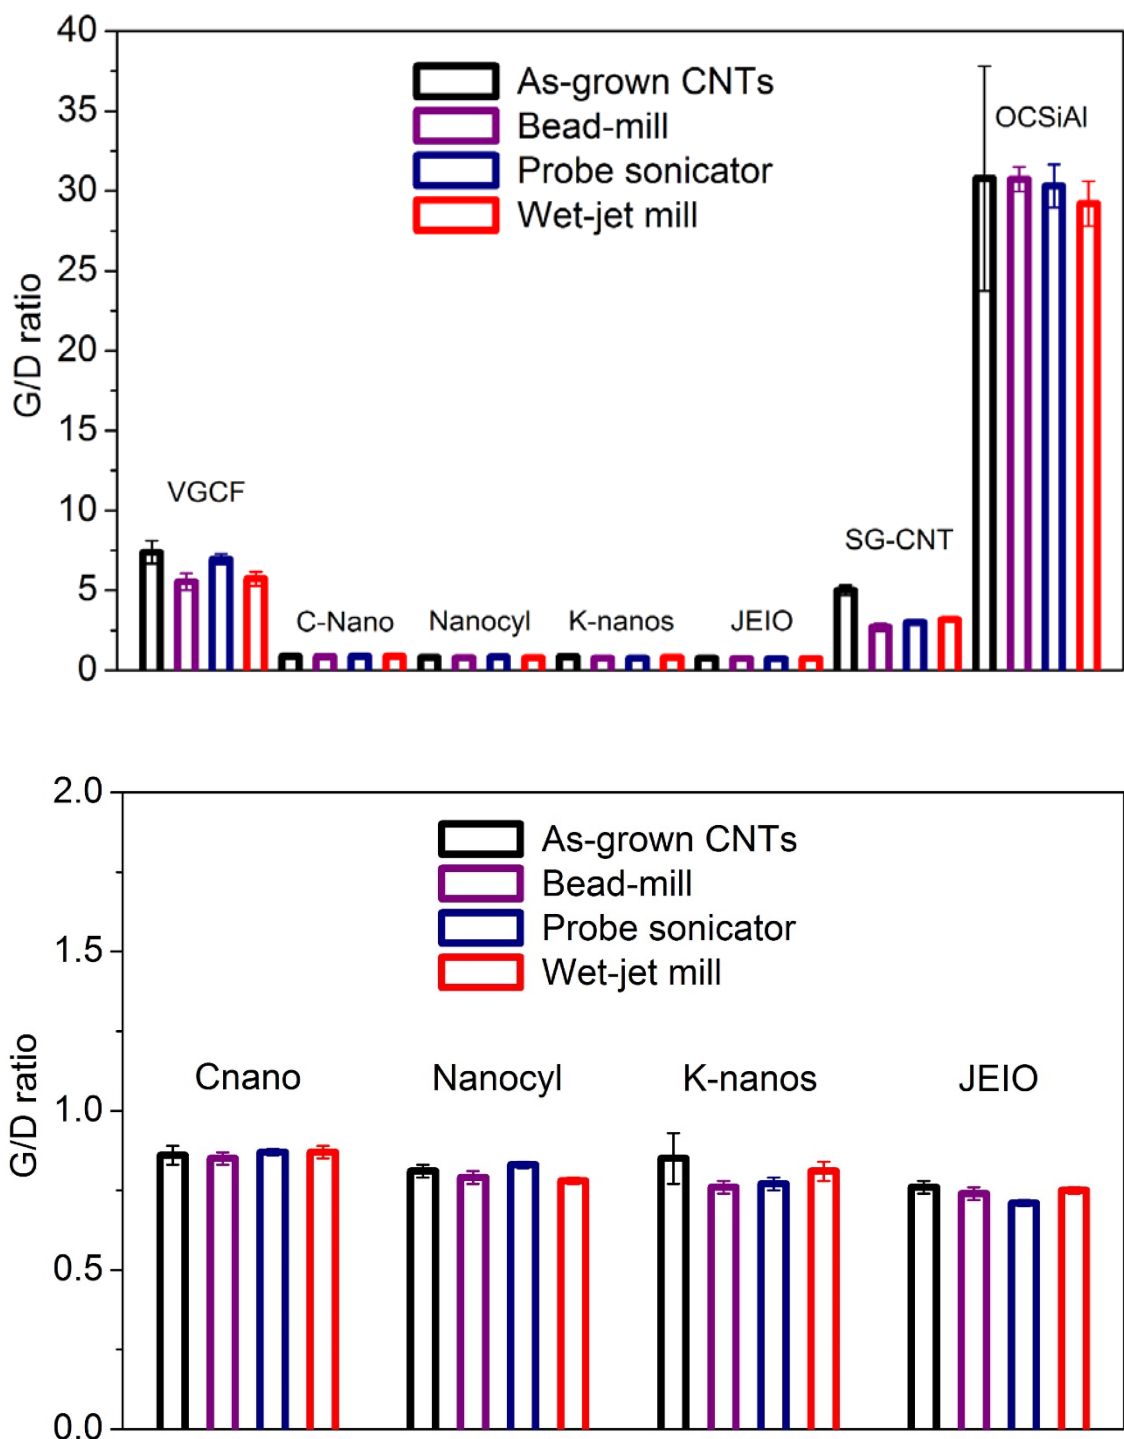 40
35
30
25
20
15
10
5
0
G/D ratio
As-grown CNTs
Bead-mill
Probe sonicator
Wet-jet mill
OCSiAl
VGCF
SG-CNT
C-Nano
Nanocyl
K-nanos
JEIO
2.0
1.5
1.0
0.5
0.0
G/D ratio
As-grown CNTs
Bead-mill
Probe sonicator
Wet-jet mill
Cnano
Nanocyl
K-nanos
JEIO